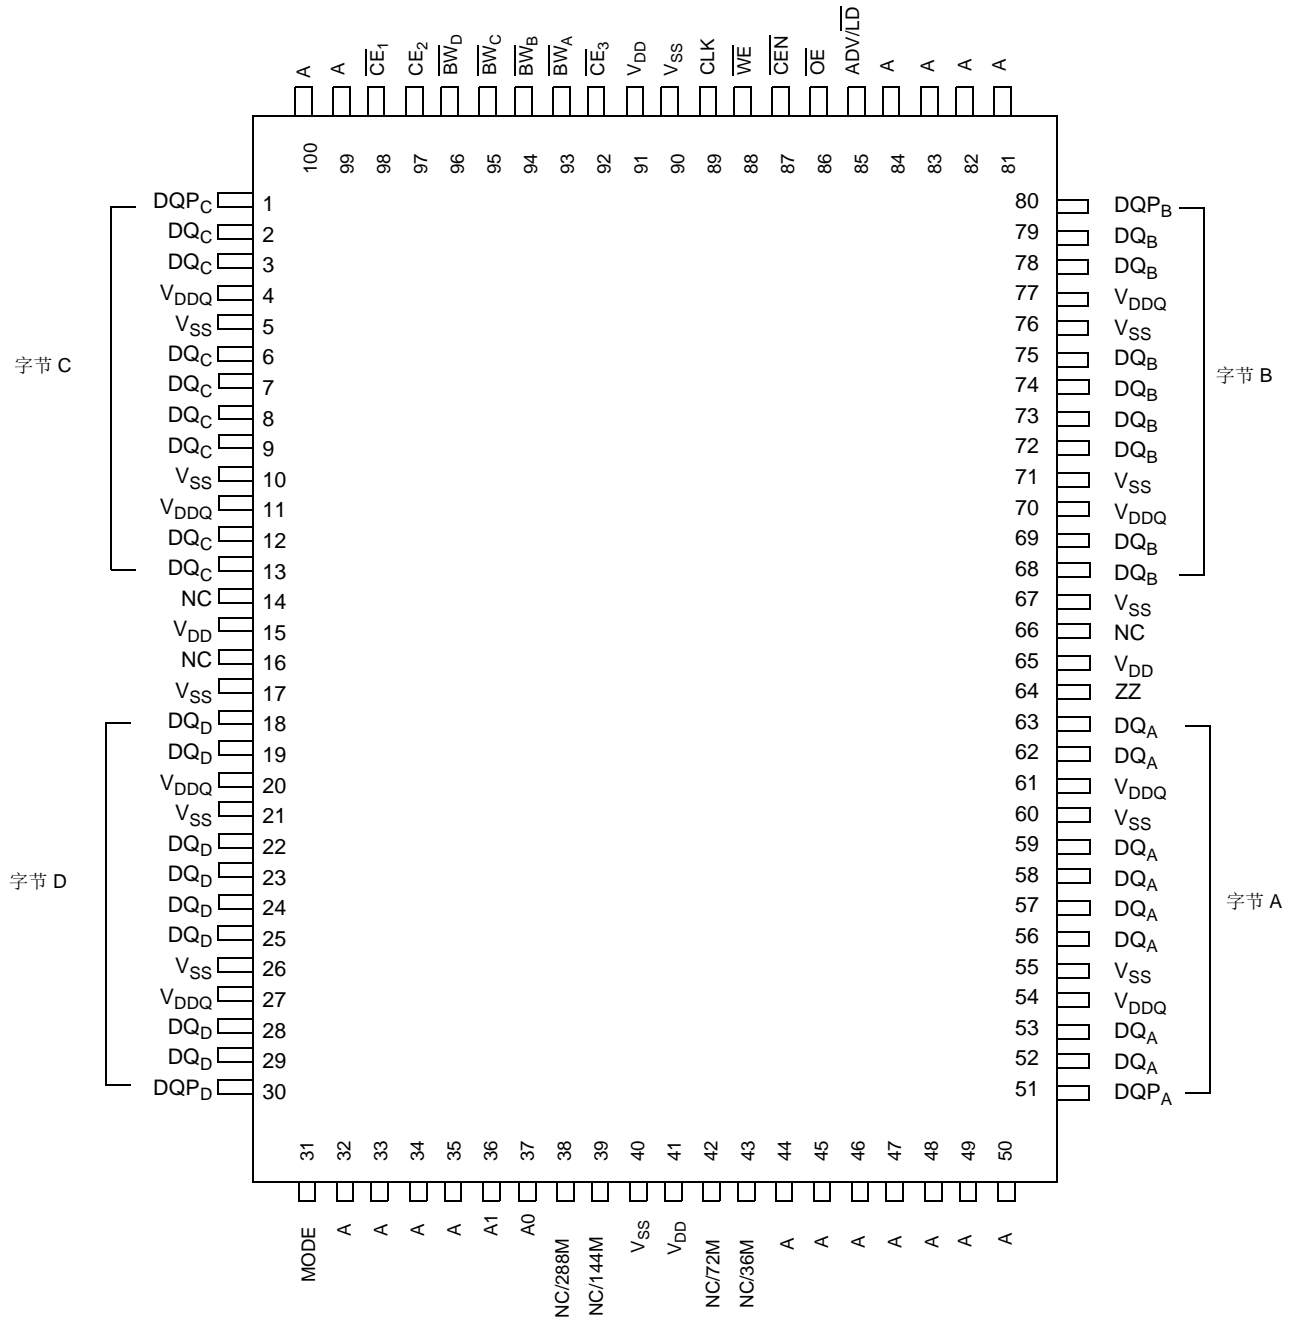 A A CE1 CE2 BWD BWC BWB BWA CE3 VDD VSS CLK WE CEN OE ADV/LD A A A A
100 99 98 97 96 95 94 93 92 91 90 89 88 87 86 85 84 83 82 81
DQPC 1 80 DQPB
DQC 2 79 DQB
DQC 3 78 DQB
VDDQ 4 77 VDDQ
VSS 5 76 VSS
DQC 6 75 DQB
字节 C
字节 B
DQC 7 74 DQB
DQC 8 73 DQB
DQC 9 72 DQB
VSS 10 71 VSS
VDDQ 11 70 VDDQ
DQC 12 69 DQB
DQC 13 68 DQB
NC 14 67 VSS
VDD 15 66 NC
NC 16 65 VDD
VSS 17 64 ZZ
DQD 18 63 DQA
DQD 19 62 DQA
VDDQ 20 61 VDDQ
VSS 21 60 VSS
DQD 22 59 DQA
DQD 23 58 DQA
字节 D
字节 A
DQD 24 57 DQA
DQD 25 56 DQA
VSS 26 55 VSS
VDDQ 27 54 VDDQ
DQD 28 53 DQA
DQD 29 52 DQA
DQPD 30 51 DQPA
31 32 33 34 35 36 37 38 39 40 41 42 43 44 45 46 47 48 49 50
MODE A A A A A1 A0 NC/288M NC/144M VSS VDD NC/72M NC/36M A A A A A A A